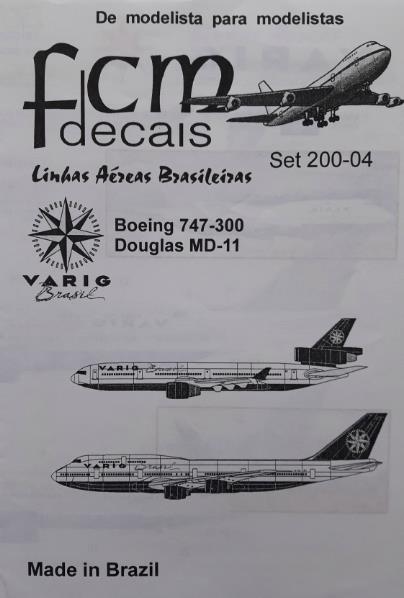 De modelista para modelistas
fcm
decais
Set 200-04
Linhas Aéreas Brasileiras
Boeing 747-300
Douglas MD-11
VARIG
Brasil
VARIG
VARIG Brasil
Made in Brazil